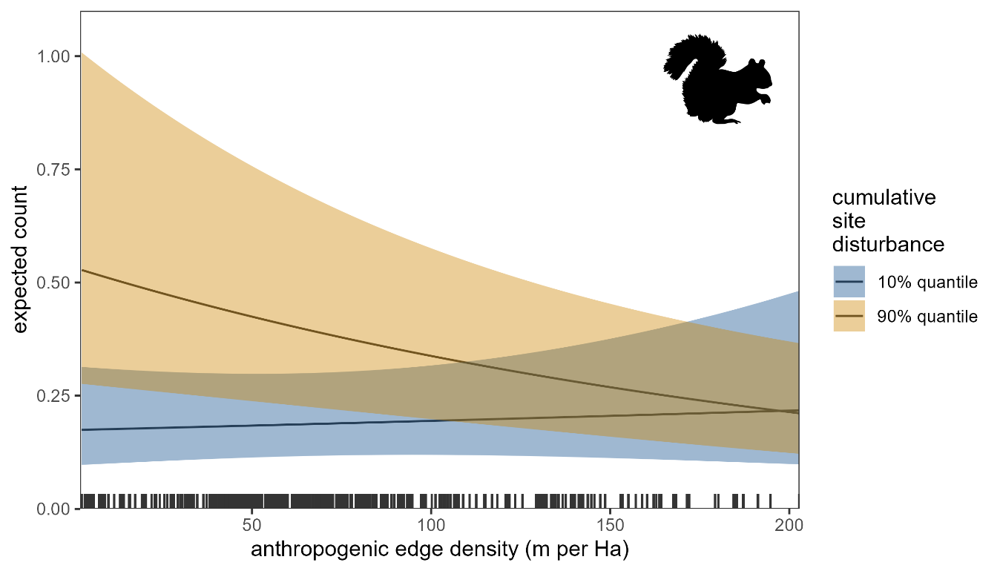 1.00
0.75
0.50
0.25
0.00
expected count
50
100
150
200
anthropogenic edge density (m per Ha)
cumulative
site
disturbance
10% quantile
90% quantile